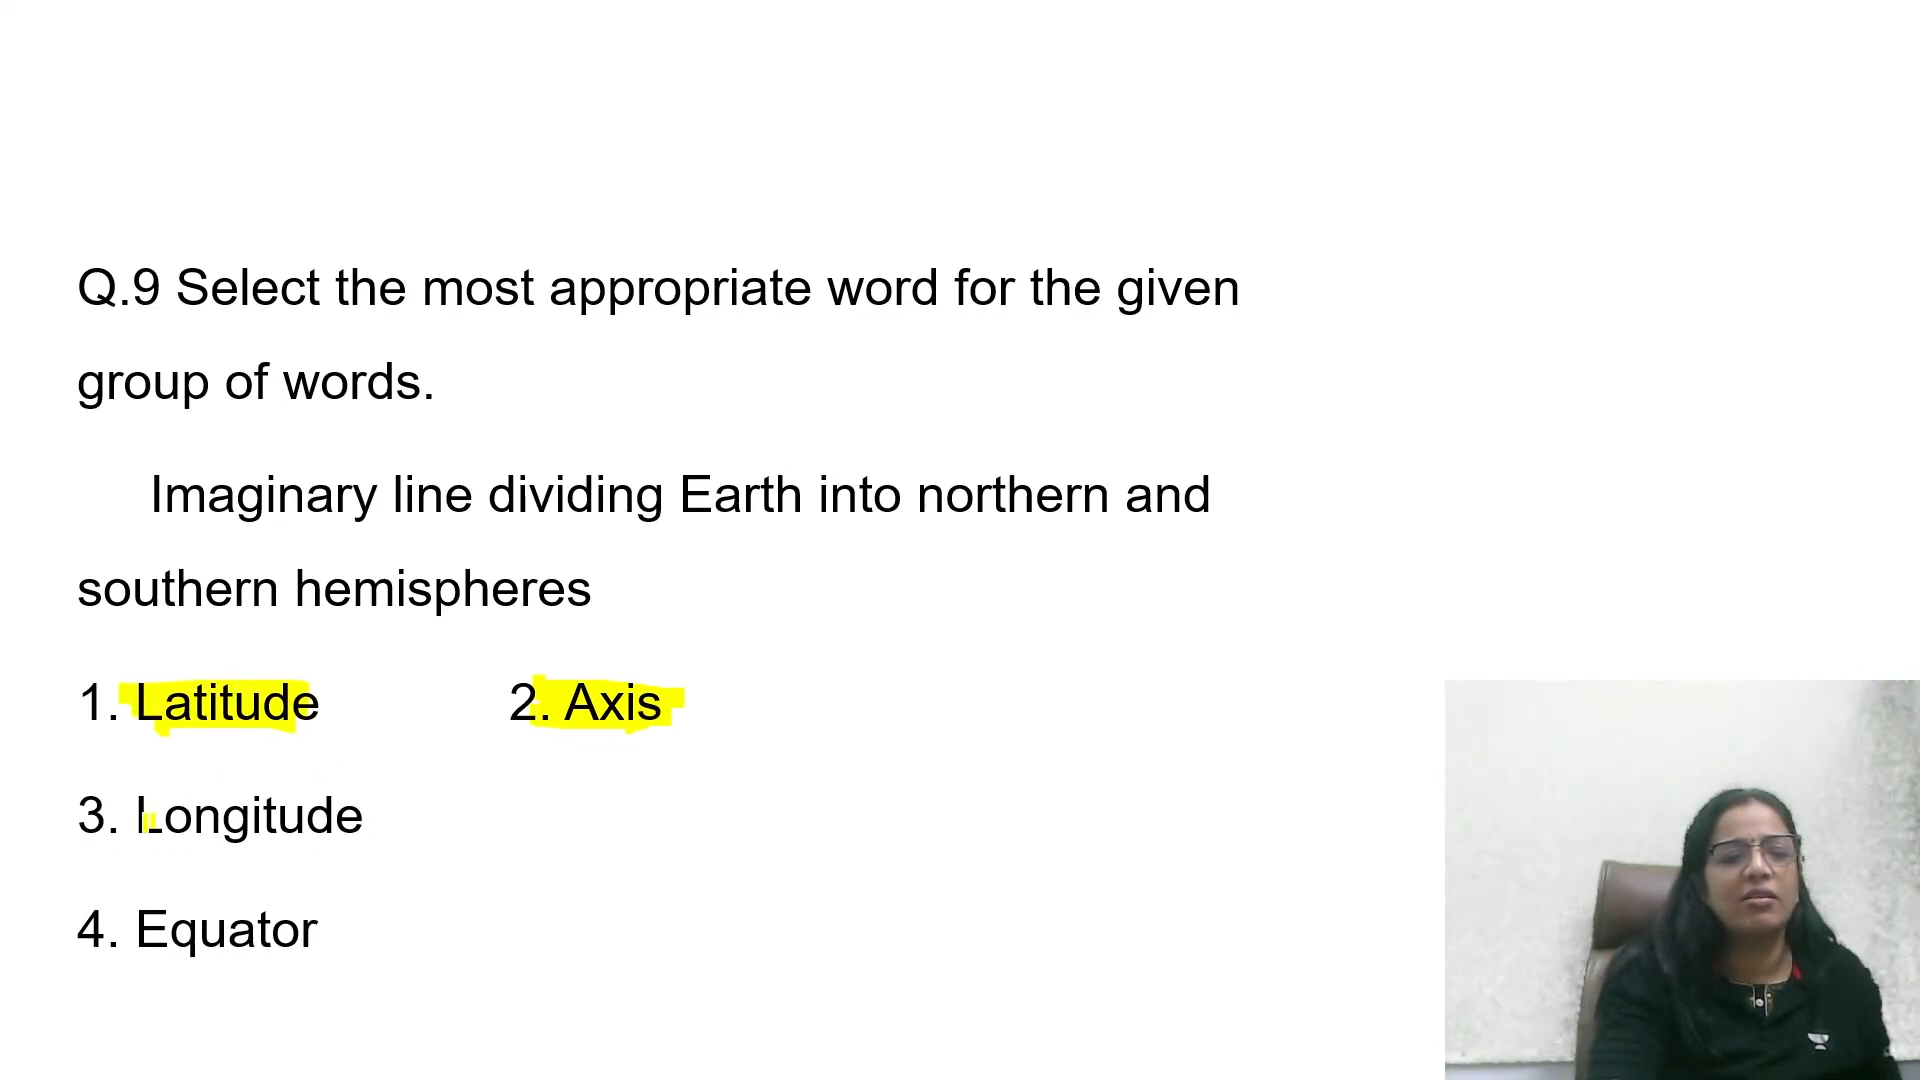 Q.9 Select the most appropriate word for the given
group of words.
Imaginary line dividing Earth into northern and
southern hemispheres
1. Latitude 2. Axis
3. Longitude
4. Equator